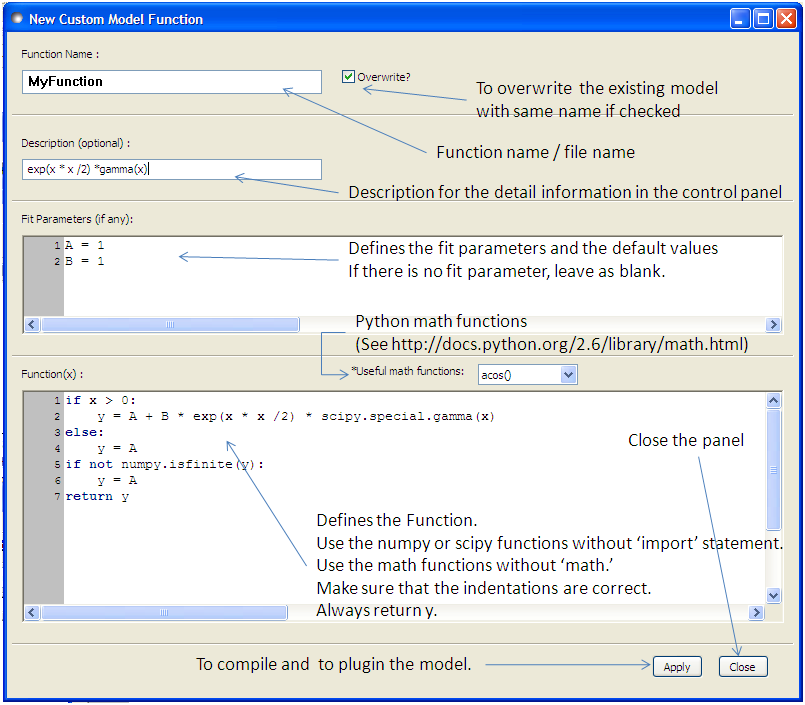 New Custom Model Function
Function Name :
MyFunction
Overwrite?
To overwrite the existing model
with same name if checked
Function name / file name
Description (optional) :
exp(x * x /2) *gamma(x)
Description for the detail information in the control panel
Fit Parameters (if any):
1 A = 1
2 B = 1
Defines the fit parameters and the default values
If there is no fit parameter, leave as blank.
Python math functions
(See http://docs.python.org/2.6/library/math.html)
*Useful math functions:
acos()
Function(x) :
1 if x > 0:
2     y = A + B * exp(x * x /2) * scipy.special.gamma(x)
3 else:
4     y = A
5 if not numpy.isfinite(y):
6     y = A
7 return y
Close the panel
Defines the Function.
Use the numpy or scipy functions without ‘import’ statement.
Use the math functions without ‘math.’
Make sure that the indentations are correct.
Always return y.
To compile and  to plugin the model.
Apply
Close